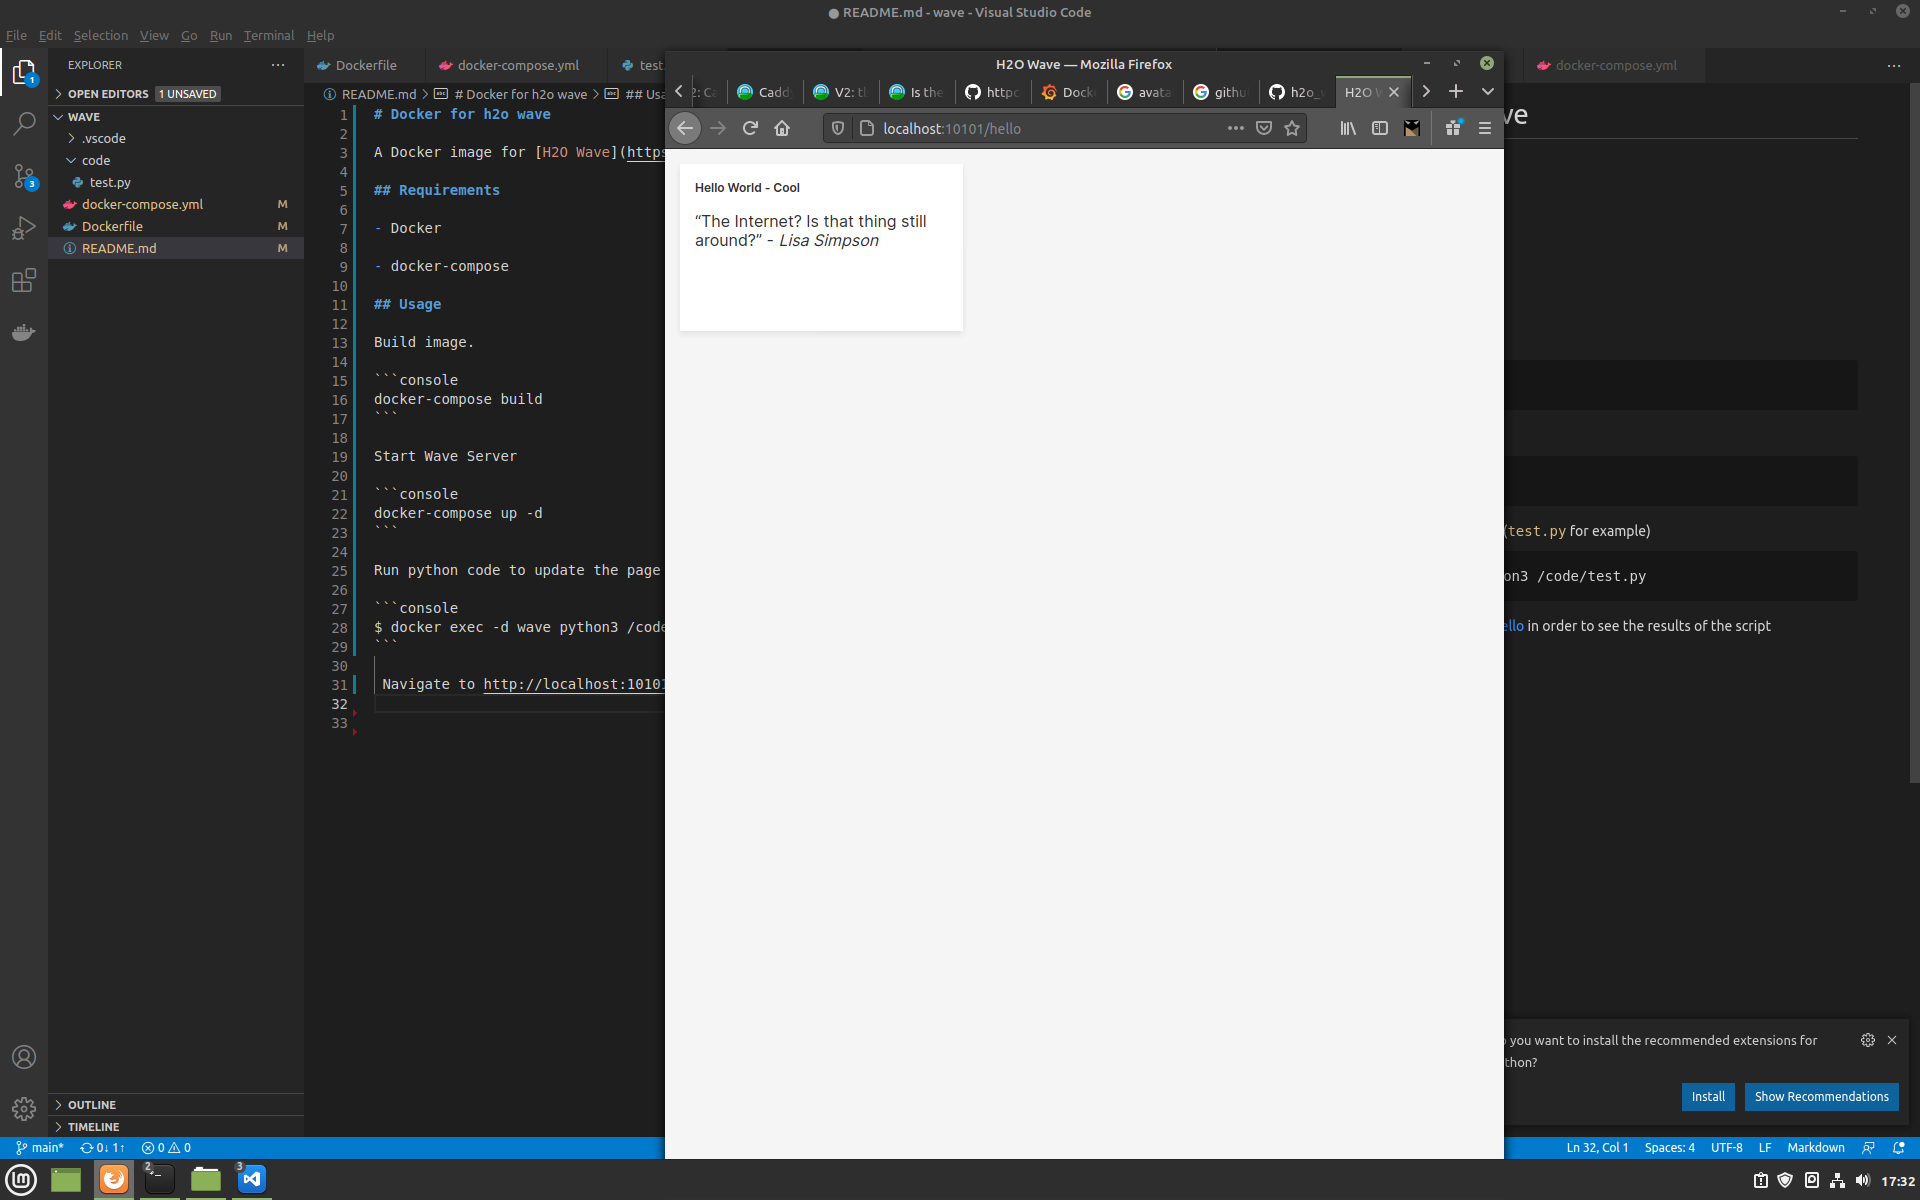 ● README.md - wave - Visual Studio Code
File Edit Selection View Go Run Terminal Help
EXPLORER
OPEN EDITORS 1 UNSAVED
WAVE
.vscode
code
test.py
docker-compose.yml M
Dockerfile M
README.md M
OUTLINE
TIMELINE
1
3
Dockerfile
docker-compose.yml
test.
docker-compose.yml
README.md > # Docker for h2o wave > ## Usa
1 # Docker for h2o wave
2
3 A Docker image for [H2O Wave](https
4
5 ## Requirements
6
7 - Docker
8
9 - docker-compose
10
11 ## Usage
12
13 Build image.
14
15 ```console
16 docker-compose build
17 ```
18
19 Start Wave Server
20
21 ```console
22 docker-compose up -d
23 ```
24
25 Run python code to update the page
26
27 ```console
28 $ docker exec -d wave python3 /code
29 ```
30
31 Navigate to http://localhost:10101
32
33
H2O Wave — Mozilla Firefox
2: Ca
Cadd
V2: t
Is the
httpc
Dock
avata
githu
h2o_
H2O W
localhost:10101/hello
Hello World - Cool
“The Internet? Is that thing still
around?” - Lisa Simpson
ve
(test.py for example)
on3 /code/test.py
ello in order to see the results of the script
o you want to install the recommended extensions for
thon?
Install
Show Recommendations
main* 0↓ 1↑ 0 0
Ln 32, Col 1 Spaces: 4 UTF-8 LF Markdown
2
3
17:32